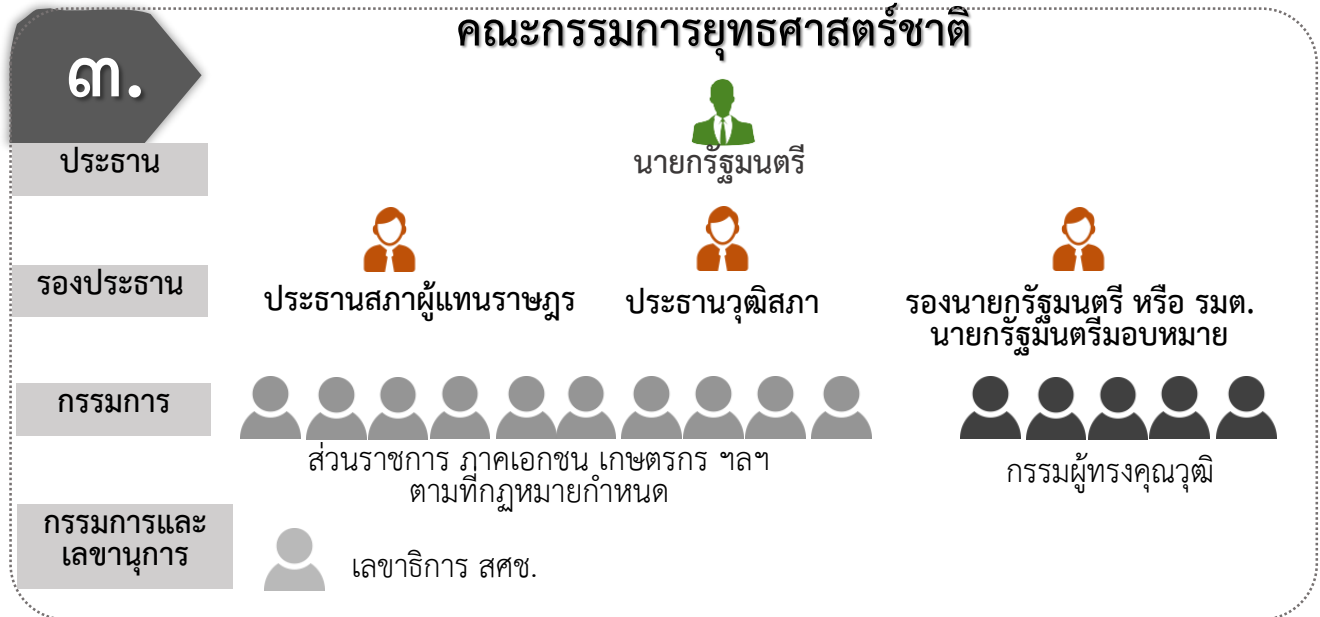 ๓.
คณะกรรมการยุทธศาสตร์ชาติ
ประธาน
นายกรัฐมนตรี
รองประธาน
ประธานสภาผู้แทนราษฎร
ประธานวุฒิสภา
รองนายกรัฐมนตรี หรือ รมต.
นายกรัฐมนตรีมอบหมาย
กรรมการ
ส่วนราชการ ภาคเอกชน เกษตรกร ฯลฯ
ตามที่กฎหมายกำหนด
กรรมผู้ทรงคุณวุฒิ
กรรมการและ
เลขานุการ
เลขาธิการ สศช.